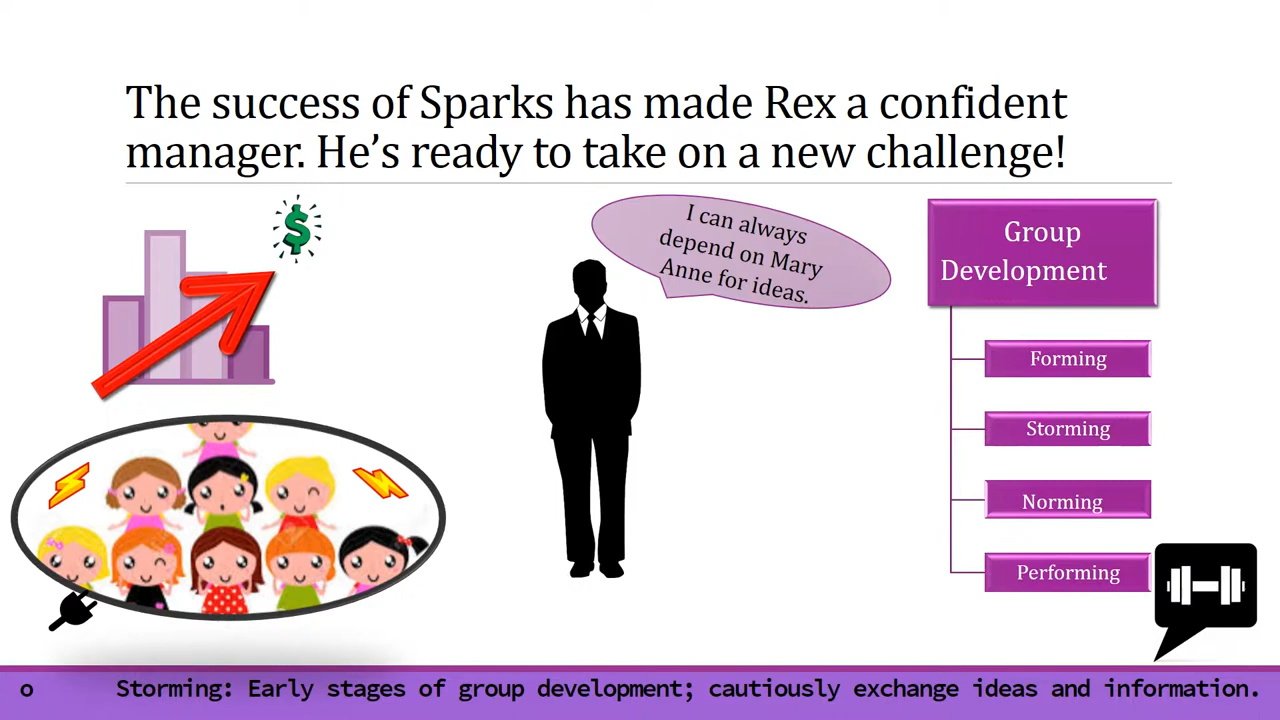 The success of Sparks has made Rex a confident
manager. He’s ready to take on a new challenge!
$
I can always
depend on Mary
Anne for ideas.
Group
Development
Forming
Storming
Norming
Performing
o Storming: Early stages of group development; cautiously exchange ideas and information.